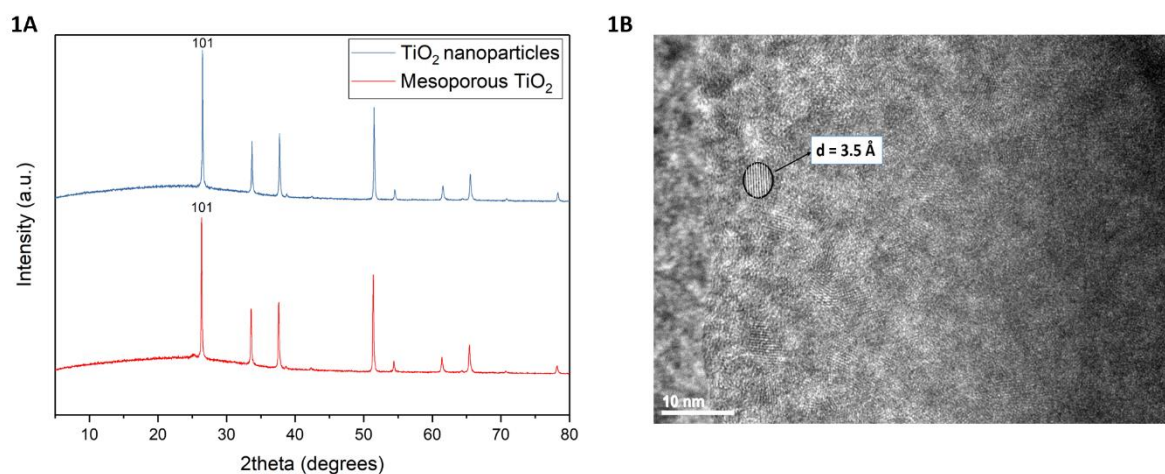 1A
101
TiO₂ nanoparticles
Mesoporous TiO₂
101
Intensity (a.u.)
10 20 30 40 50 60 70 80
2theta (degrees)
1B
d = 3.5 Å
10 nm